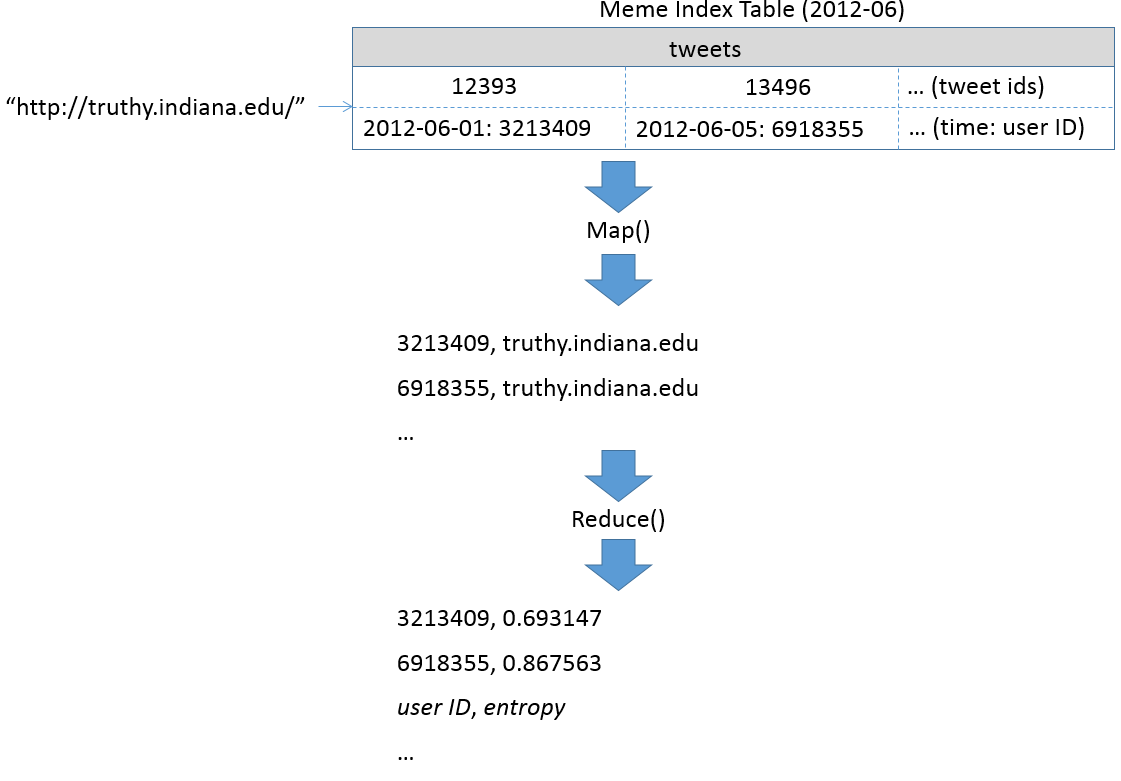 Meme Index Table (2012-06)
tweets
12393 13496 … (tweet ids)
“http://truthy.indiana.edu/”
2012-06-01: 3213409 2012-06-05: 6918355 … (time: user ID)
Map()
3213409, truthy.indiana.edu
6918355, truthy.indiana.edu
…
Reduce()
3213409, 0.693147
6918355, 0.867563
user ID, entropy
…